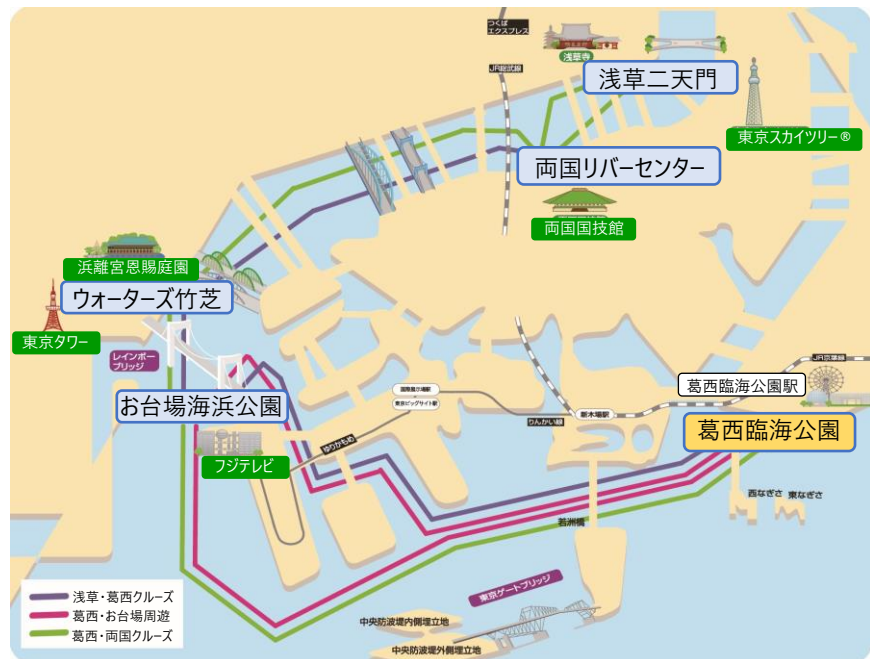 つくば
エクスプレス
浅草寺
JR総武線
浅草二天門
東京スカイツリー®
両国リバーセンター
両国国技館
浜離宮恩賜庭園
ウォーターズ竹芝
東京タワー
レインボー
ブリッジ
お台場海浜公園
フジテレビ
ゆりかもめ
国際展示場駅
東京ビッグサイト駅
りんかい線
新木場駅
JR京葉線
葛西臨海公園駅
葛西臨海公園
西なぎさ 東なぎさ
若洲橋
東京ゲートブリッジ
中央防波堤内側埋立地
中央防波堤外側埋立地
浅草・葛西クルーズ
葛西・お台場周遊
葛西・両国クルーズ